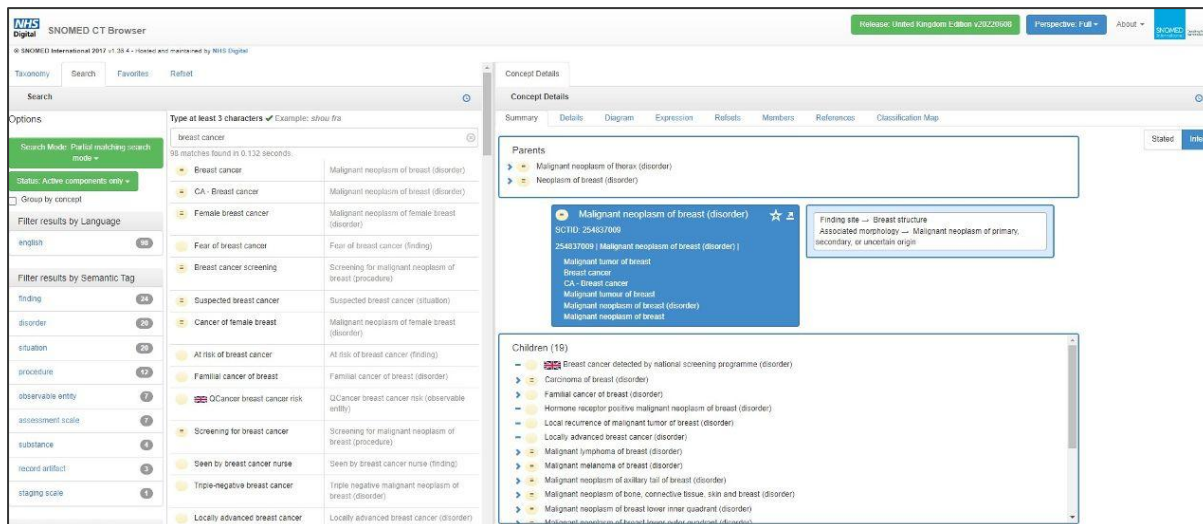 NHS
Digital
SNOMED CT Browser
Release: United Kingdom Edition v20220608
Perspective: Full
About
SNOMED
International
® SNOMED International 2017 v1.38.4 - Hosted and maintained by NHS Digital
Taxonomy Search Favorites Refset
Search
Options
Search Mode: Partial matching search
mode
Status: Active components only
Group by concept
Filter results by Language
english 98
Filter results by Semantic Tag
finding 24
disorder 20
situation 20
procedure 12
observable entity 7
assessment scale 7
substance 4
record artifact 3
staging scale 1
Type at least 3 characters ✔ Example: shou fra
breast cancer
98 matches found in 0.132 seconds.
Breast cancer Malignant neoplasm of breast (disorder)
CA - Breast cancer Malignant neoplasm of breast (disorder)
Female breast cancer Malignant neoplasm of female breast
(disorder)
Fear of breast cancer Fear of breast cancer (finding)
Breast cancer screening Screening for malignant neoplasm of
breast (procedure)
Suspected breast cancer Suspected breast cancer (situation)
Cancer of female breast Malignant neoplasm of female breast
(disorder)
At risk of breast cancer At risk of breast cancer (finding)
Familial cancer of breast Familial cancer of breast (disorder)
QCancer breast cancer risk QCancer breast cancer risk (observable
entity)
Screening for breast cancer Screening for malignant neoplasm of
breast (procedure)
Seen by breast cancer nurse Seen by breast cancer nurse (finding)
Triple-negative breast cancer Triple negative malignant neoplasm of
breast (disorder)
Locally advanced breast cancer Locally advanced breast cancer (disorder)
Concept Details
Concept Details
Summary Details Diagram Expression Refsets Members References Classification Map
Stated Infe
Parents
Malignant neoplasm of thorax (disorder)
Neoplasm of breast (disorder)
Malignant neoplasm of breast (disorder)
SCTID: 254837009
254837009 | Malignant neoplasm of breast (disorder) |
Malignant tumor of breast
Breast cancer
CA - Breast cancer
Malignant tumour of breast
Malignant neoplasm of breast (disorder)
Malignant neoplasm of breast
Finding site → Breast structure
Associated morphology → Malignant neoplasm of primary,
secondary, or uncertain origin
Children (19)
Breast cancer detected by national screening programme (disorder)
Carcinoma of breast (disorder)
Familial cancer of breast (disorder)
Hormone receptor positive malignant neoplasm of breast (disorder)
Local recurrence of malignant tumor of breast (disorder)
Locally advanced breast cancer (disorder)
Malignant lymphoma of breast (disorder)
Malignant melanoma of breast (disorder)
Malignant neoplasm of axillary tail of breast (disorder)
Malignant neoplasm of bone, connective tissue, skin and breast (disorder)
Malignant neoplasm of breast lower inner quadrant (disorder)
Malignant neoplasm of breast lower outer quadrant (disorder)